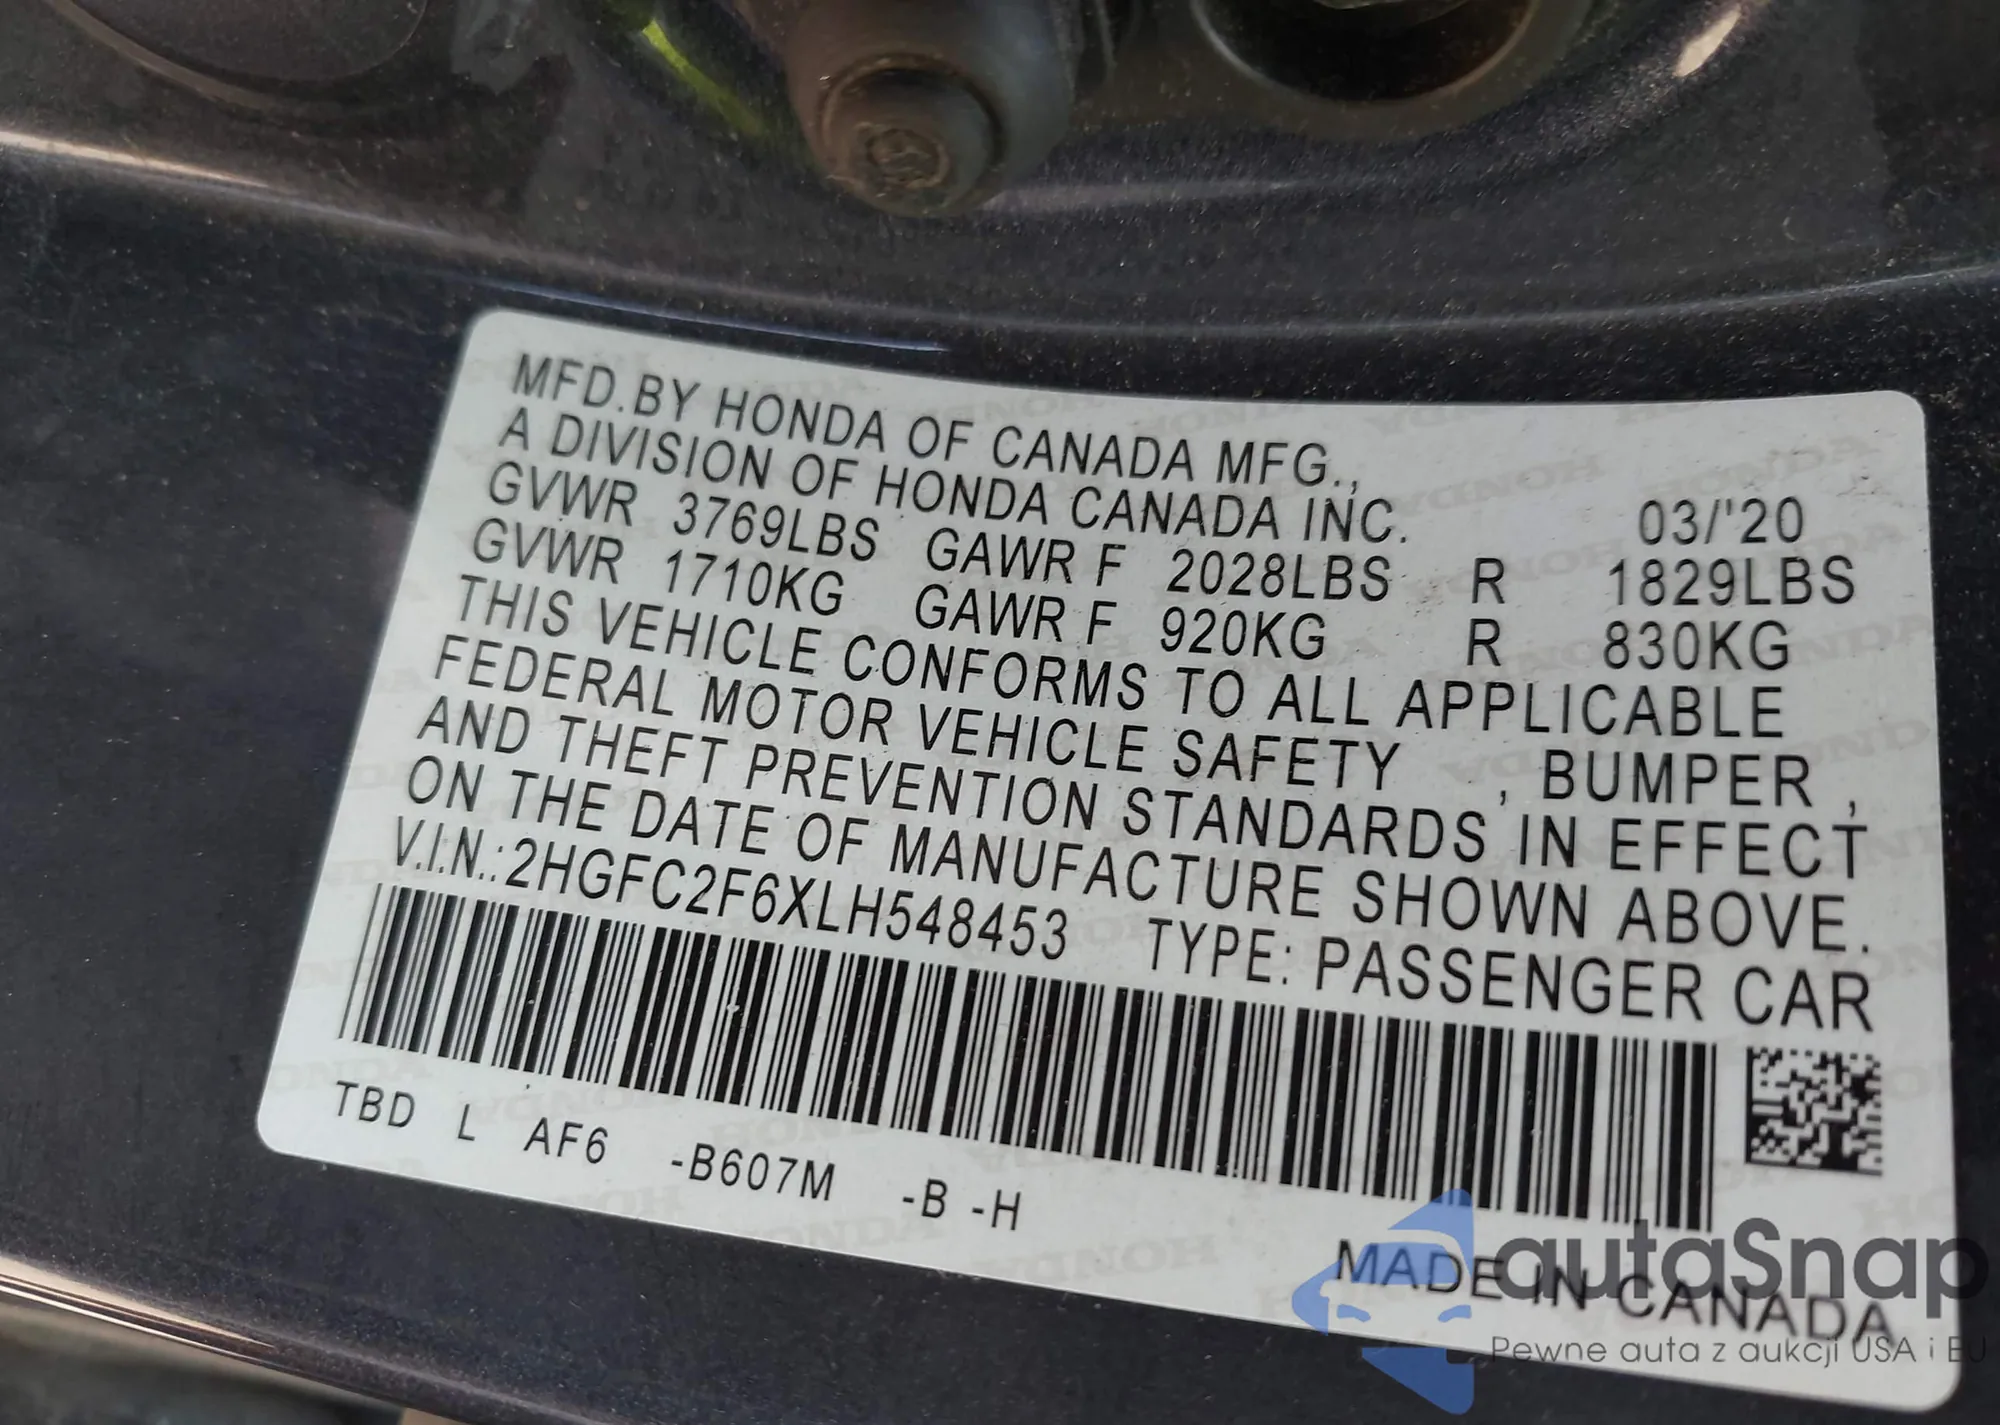 MFD.BY HONDA OF CANADA MFG.,
A DIVISION OF HONDA CANADA INC. 03/'20
GVWR 3769LBS GAWR F 2028LBS R 1829LBS
GVWR 1710KG GAWR F 920KG R 830KG
THIS VEHICLE CONFORMS TO ALL APPLICABLE
FEDERAL MOTOR VEHICLE SAFETY , BUMPER ,
AND THEFT PREVENTION STANDARDS IN EFFECT
ON THE DATE OF MANUFACTURE SHOWN ABOVE.
V.I.N.:2HGFC2F6XLH548453 TYPE: PASSENGER CAR
TBD L AF6 -B607M -B -H
MADE IN CANADA
autaSnap
Pewne auta z aukcji USA i EU